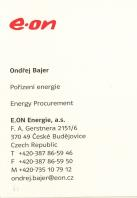 e·on
Ondřej Bajer
Pořízení energie
Energy Procurement
E.ON Energie, a.s.
F. A. Gerstnera 2151/6
370 49 České Budějovice
Czech Republic
T +420-387 86-59 46
F +420-387 86-59 50
M +420-735 10 79 12
ondrej.bajer@eon.cz